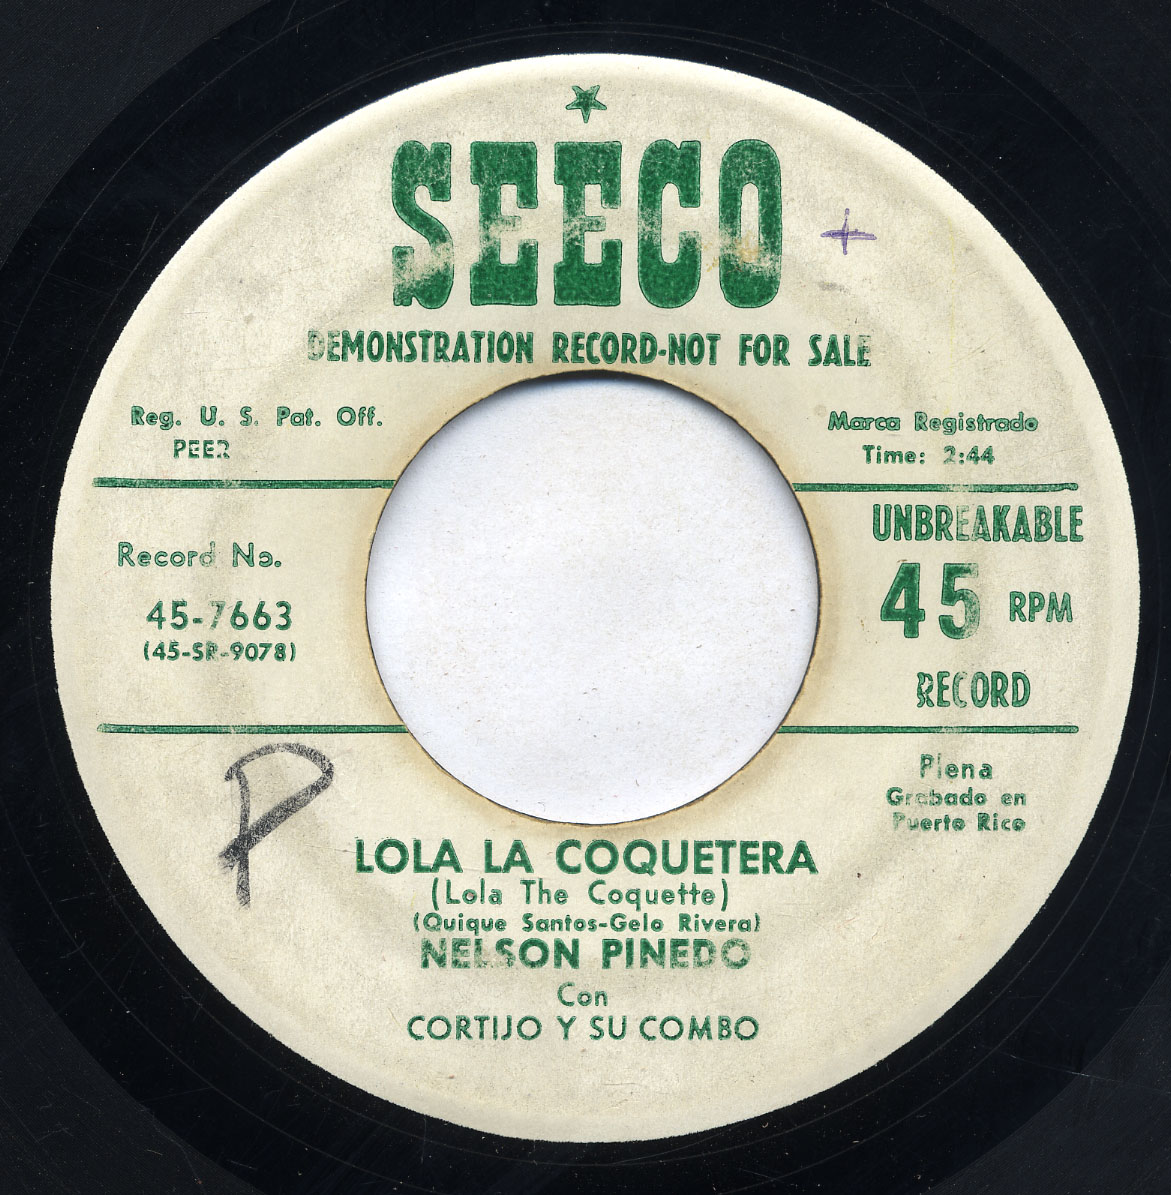 SEECO
+
DEMONSTRATION RECORD-NOT FOR SALE
Reg. U. S. Pat. Off.
PEER
Marca Registrado
Time: 2:44
UNBREAKABLE
45 RPM
RECORD
Record No.
45-7663
(45-SR-9078)
Plena
Grabado en
Puerto Rico
P
LOLA LA COQUETERA
(Lola The Coquette)
(Quique Santos-Gelo Rivera)
NELSON PINEDO
Con
CORTIJO Y SU COMBO